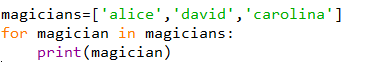 magicians=['alice','david','carolina']
for magician in magicians:
    print(magician)